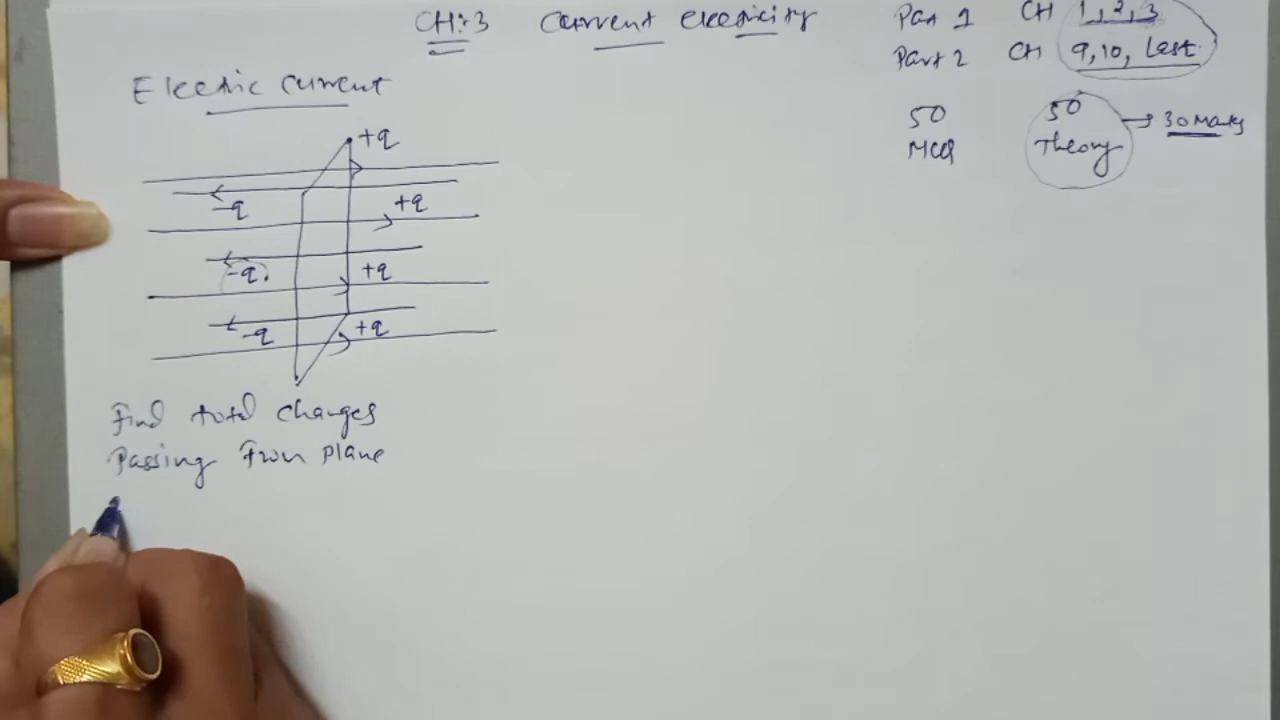 CH:3 Current electricity
Part 1 CH 1, 2, 3
Part 2 CH 9, 10, Last
50 MCQ
50 Theory → 30 Marks
Electric current
+q
-q +q
-q +q
-q +q
Find total charges
Passing From plane